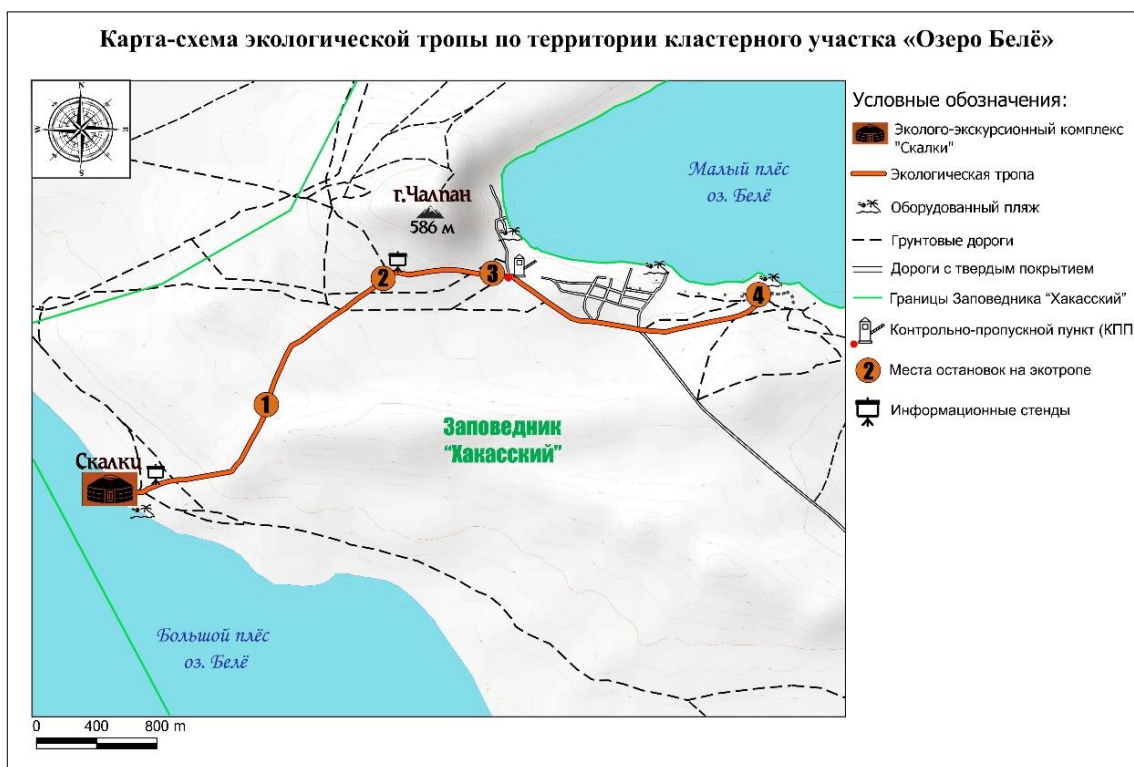 Карта-схема экологической тропы по территории кластерного участка «Озеро Белё»
N
W
E
S
г.Чалпан
586 м
Малый плёс
оз. Белё
2
3
4
1
Заповедник
"Хакасский"
Скалки
Большой плёс
оз. Белё
0 400 800 m
Условные обозначения:
Эколого-экскурсионный комплекс
"Скалки"
Экологическая тропа
Оборудованный пляж
Грунтовые дороги
Дороги с твердым покрытием
Границы Заповедника "Хакасский"
Контрольно-пропускной пункт (КПП
2
Места остановок на экотропе
Информационные стенды